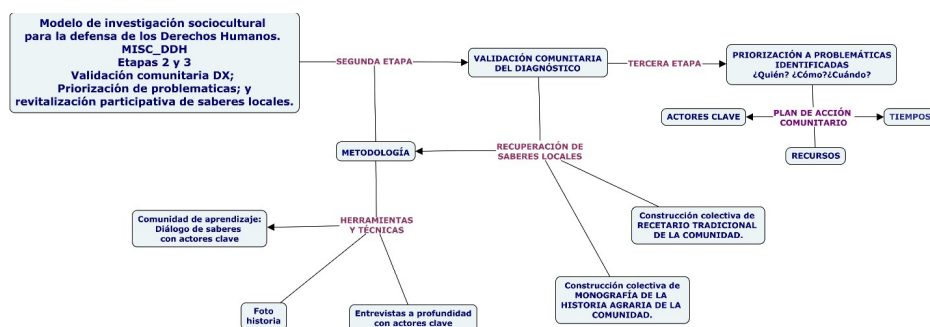 Modelo de investigación sociocultural
para la defensa de los Derechos Humanos.
MISC_DDH
Etapas 2 y 3
Validación comunitaria DX;
Priorización de problematicas; y
revitalización participativa de saberes locales.
SEGUNDA ETAPA
VALIDACIÓN COMUNITARIA
DEL DIAGNÓSTICO
TERCERA ETAPA
PRIORIZACIÓN A PROBLEMÁTICAS
IDENTIFICADAS
¿Quién? ¿Cómo?¿Cuándo?
ACTORES CLAVE
PLAN DE ACCIÓN
COMUNITARIO
TIEMPOS
RECURSOS
METODOLOGÍA
RECUPERACIÓN DE
SABERES LOCALES
Comunidad de aprendizaje:
Diálogo de saberes
con actores clave
HERRAMIENTAS
Y TÉCNICAS
Construcción colectiva de
RECETARIO TRADICIONAL
DE LA COMUNIDAD.
Construcción colectiva de
MONOGRAFÍA DE LA
HISTORIA AGRARIA DE LA
COMUNIDAD.
Foto
historia
Entrevistas a profundidad
con actores clave